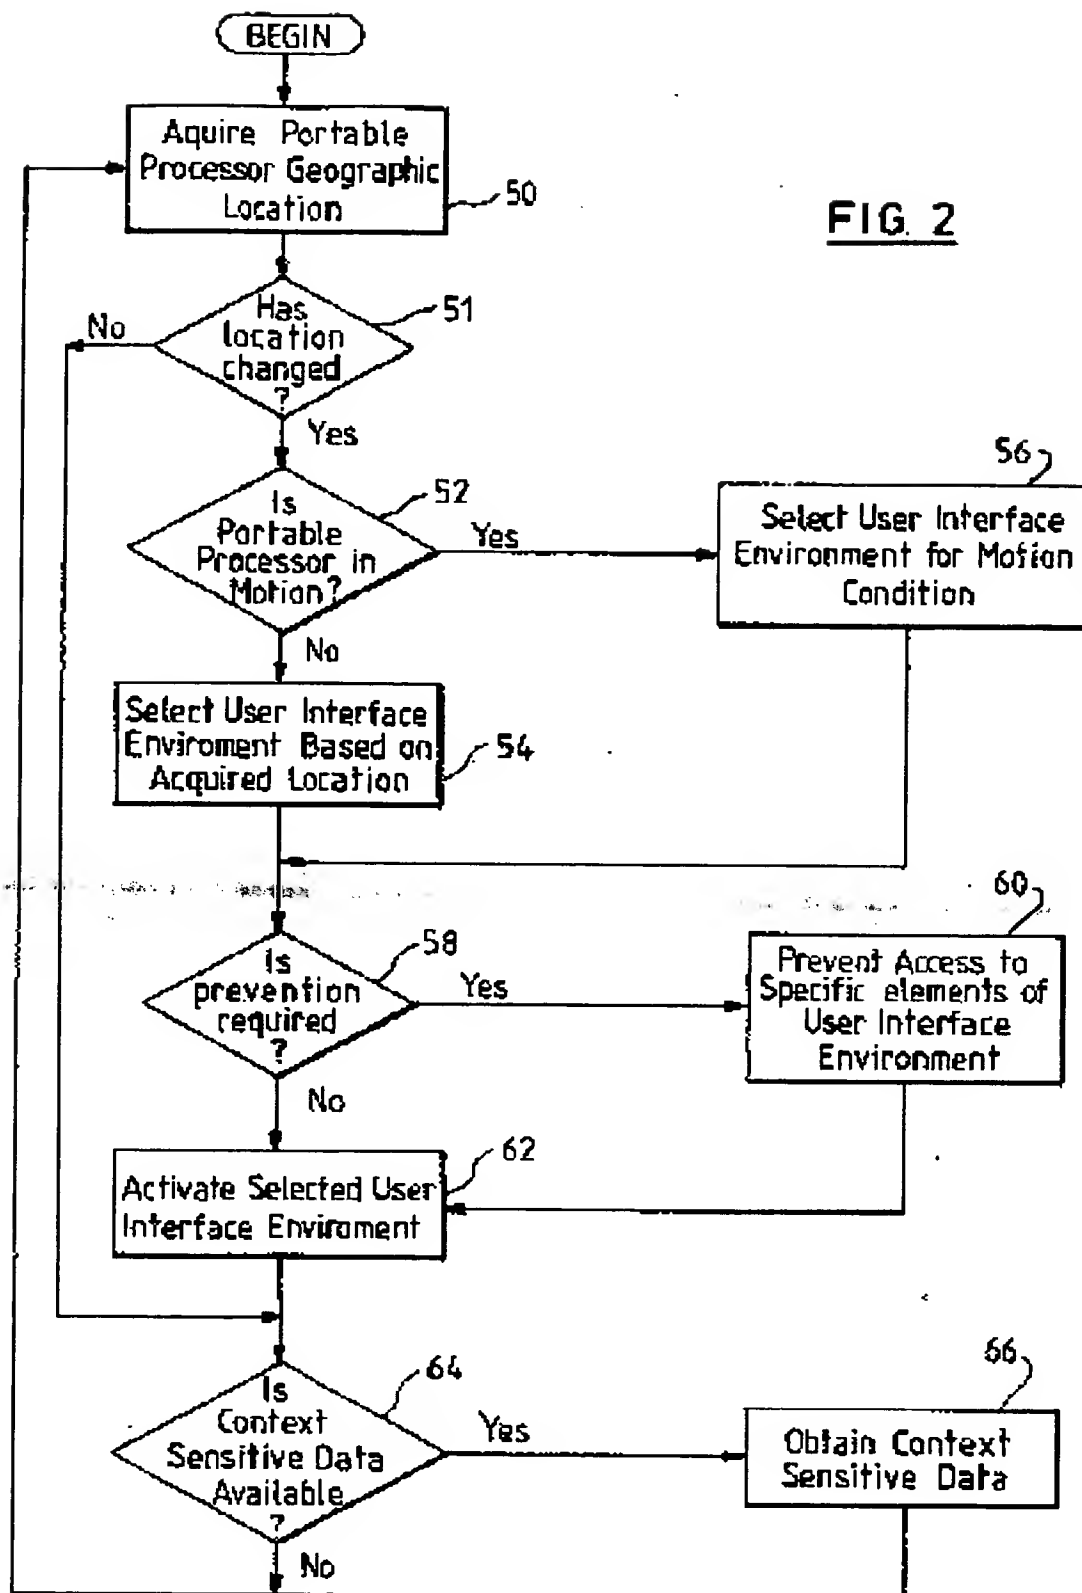 BEGIN
Aquire Portable
Processor Geographic
Location
50
FIG. 2
Has
location
changed
?
51
No
Yes
Is
Portable
Processor in
Motion?
52
Yes
56
Select User Interface
Environment for Motion
Condition
No
Select User Interface
Enviroment Based on
Acquired Location
54
Is
prevention
required
?
58
Yes
60
Prevent Access to
Specific elements of
User Interface
Environment
No
Activate Selected User
Interface Enviroment
62
Is
Context
Sensitive Data
Available
?
64
Yes
66
Obtain Context
Sensitive Data
No